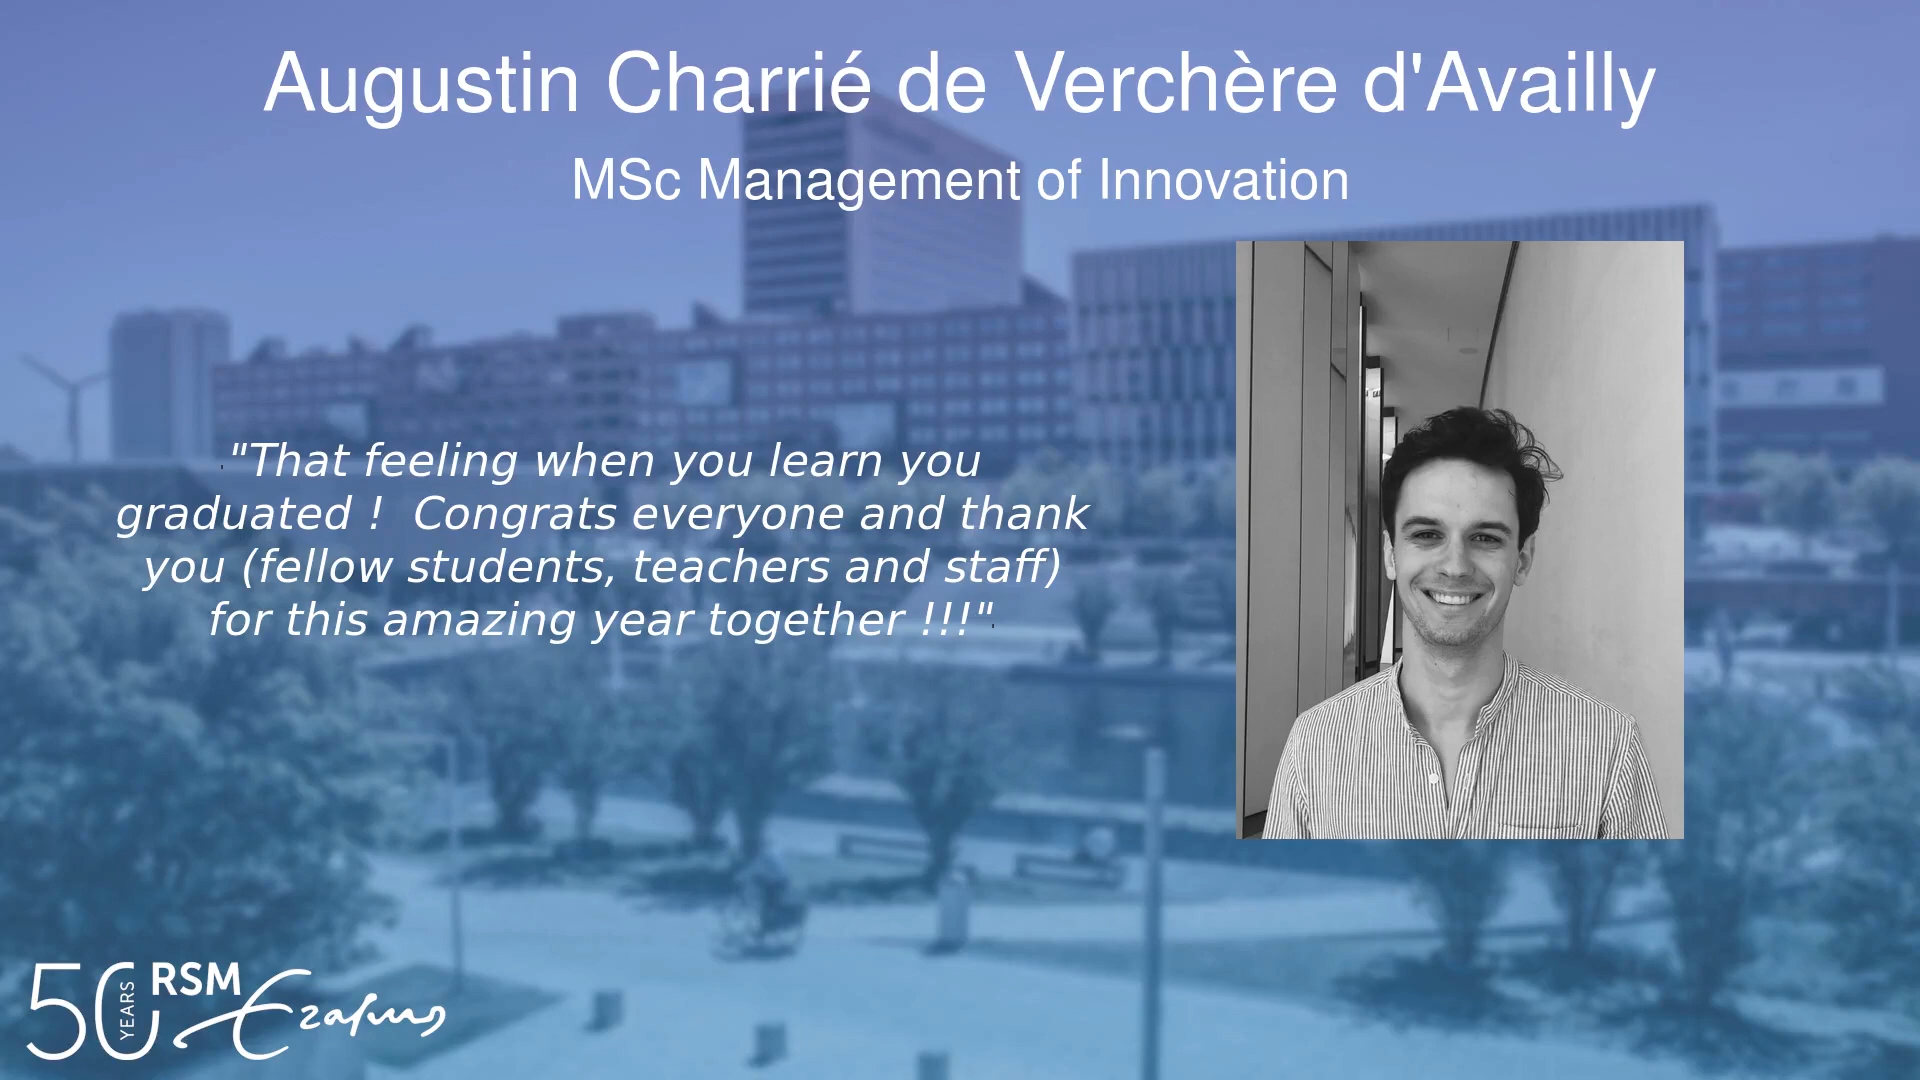 Augustin Charrié de Verchère d'Availly
MSc Management of Innovation
"That feeling when you learn you
graduated !  Congrats everyone and thank
you (fellow students, teachers and staff)
for this amazing year together !!!"
50 YEARS RSM Erasmus